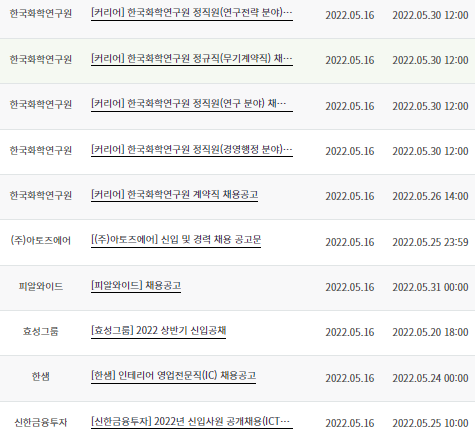 한국화학연구원 [커리어] 한국화학연구원 정직원(연구전략 분야)… 2022.05.16 2022.05.30 12:00
한국화학연구원 [커리어] 한국화학연구원 정규직(무기계약직) 채… 2022.05.16 2022.05.30 12:00
한국화학연구원 [커리어] 한국화학연구원 정직원(연구 분야) 채… 2022.05.16 2022.05.30 12:00
한국화학연구원 [커리어] 한국화학연구원 정직원(경영행정 분야)… 2022.05.16 2022.05.30 12:00
한국화학연구원 [커리어] 한국화학연구원 계약직 채용공고 2022.05.16 2022.05.26 14:00
(주)아토즈에어 [(주)아토즈에어] 신입 및 경력 채용 공고문 2022.05.16 2022.05.25 23:59
피알와이드 [피알와이드] 채용공고 2022.05.16 2022.05.31 00:00
효성그룹 [효성그룹] 2022 상반기 신입공채 2022.05.16 2022.05.20 18:00
한샘 [한샘] 인테리어 영업전문직(IC) 채용공고 2022.05.16 2022.05.24 00:00
신한금융투자 [신한금융투자] 2022년 신입사원 공개채용(ICT… 2022.05.16 2022.05.25 10:00